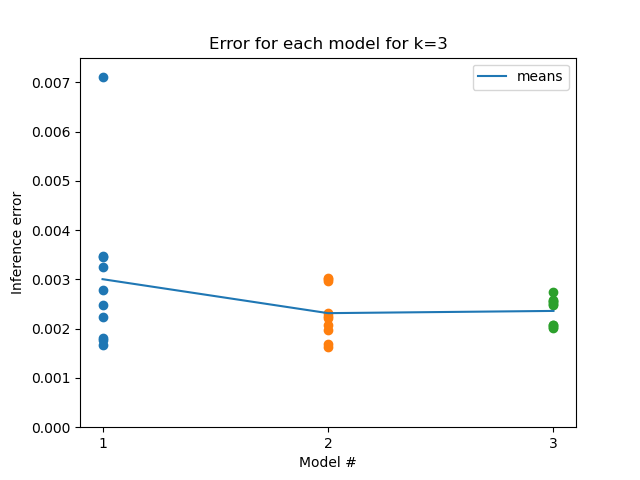 Error for each model for k=3
means
Inference error
0.007
0.006
0.005
0.004
0.003
0.002
0.001
0.000
1
2
3
Model #